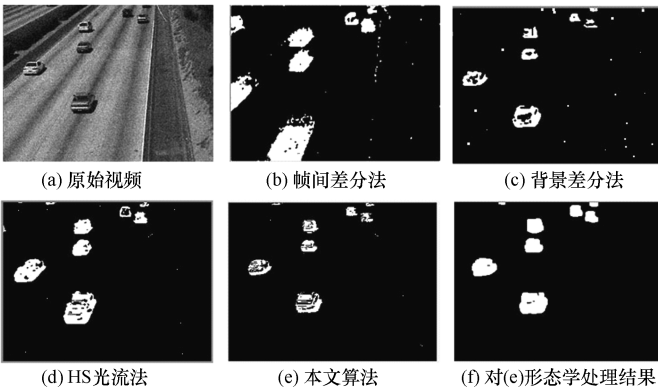 (a) 原始视频
(b) 帧间差分法
(c) 背景差分法
(d) HS光流法
(e) 本文算法
(f) 对(e)形态学处理结果